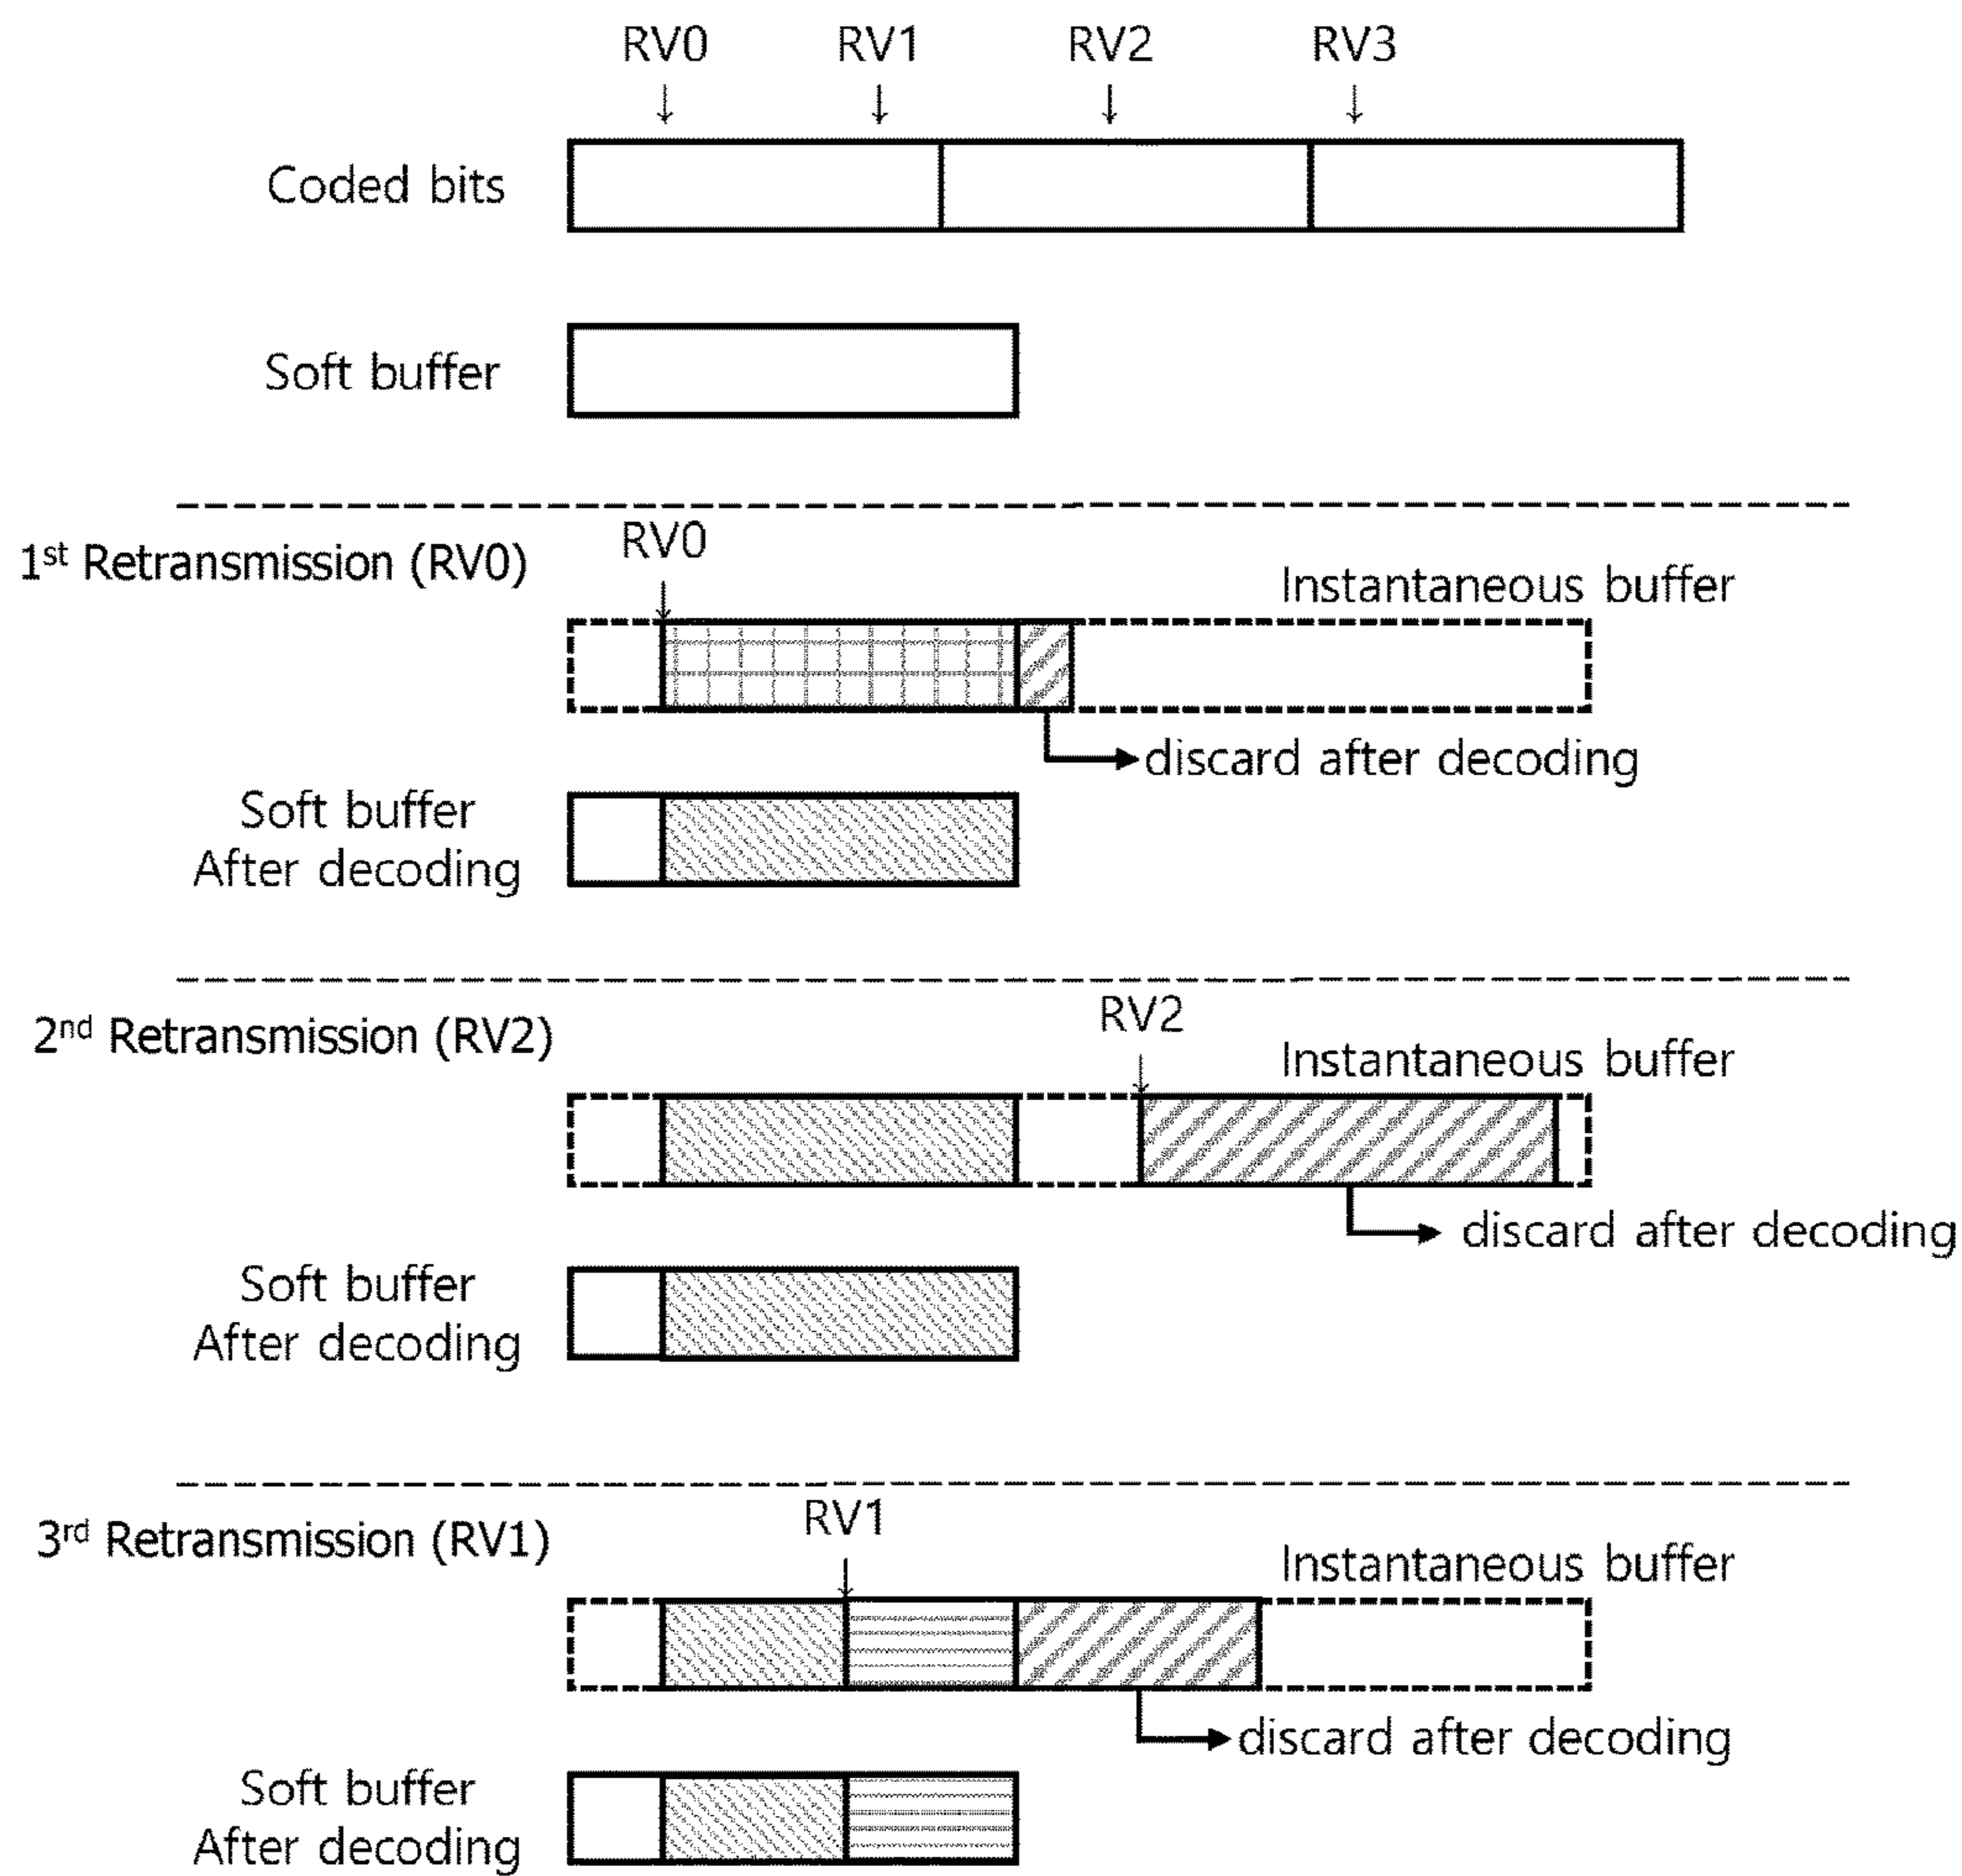 RV0 RV1 RV2 RV3
Coded bits
Soft buffer
1st Retransmission (RV0)
RV0
Instantaneous buffer
discard after decoding
Soft buffer
After decoding
2nd Retransmission (RV2)
RV2
Instantaneous buffer
discard after decoding
Soft buffer
After decoding
3rd Retransmission (RV1)
RV1
Instantaneous buffer
discard after decoding
Soft buffer
After decoding